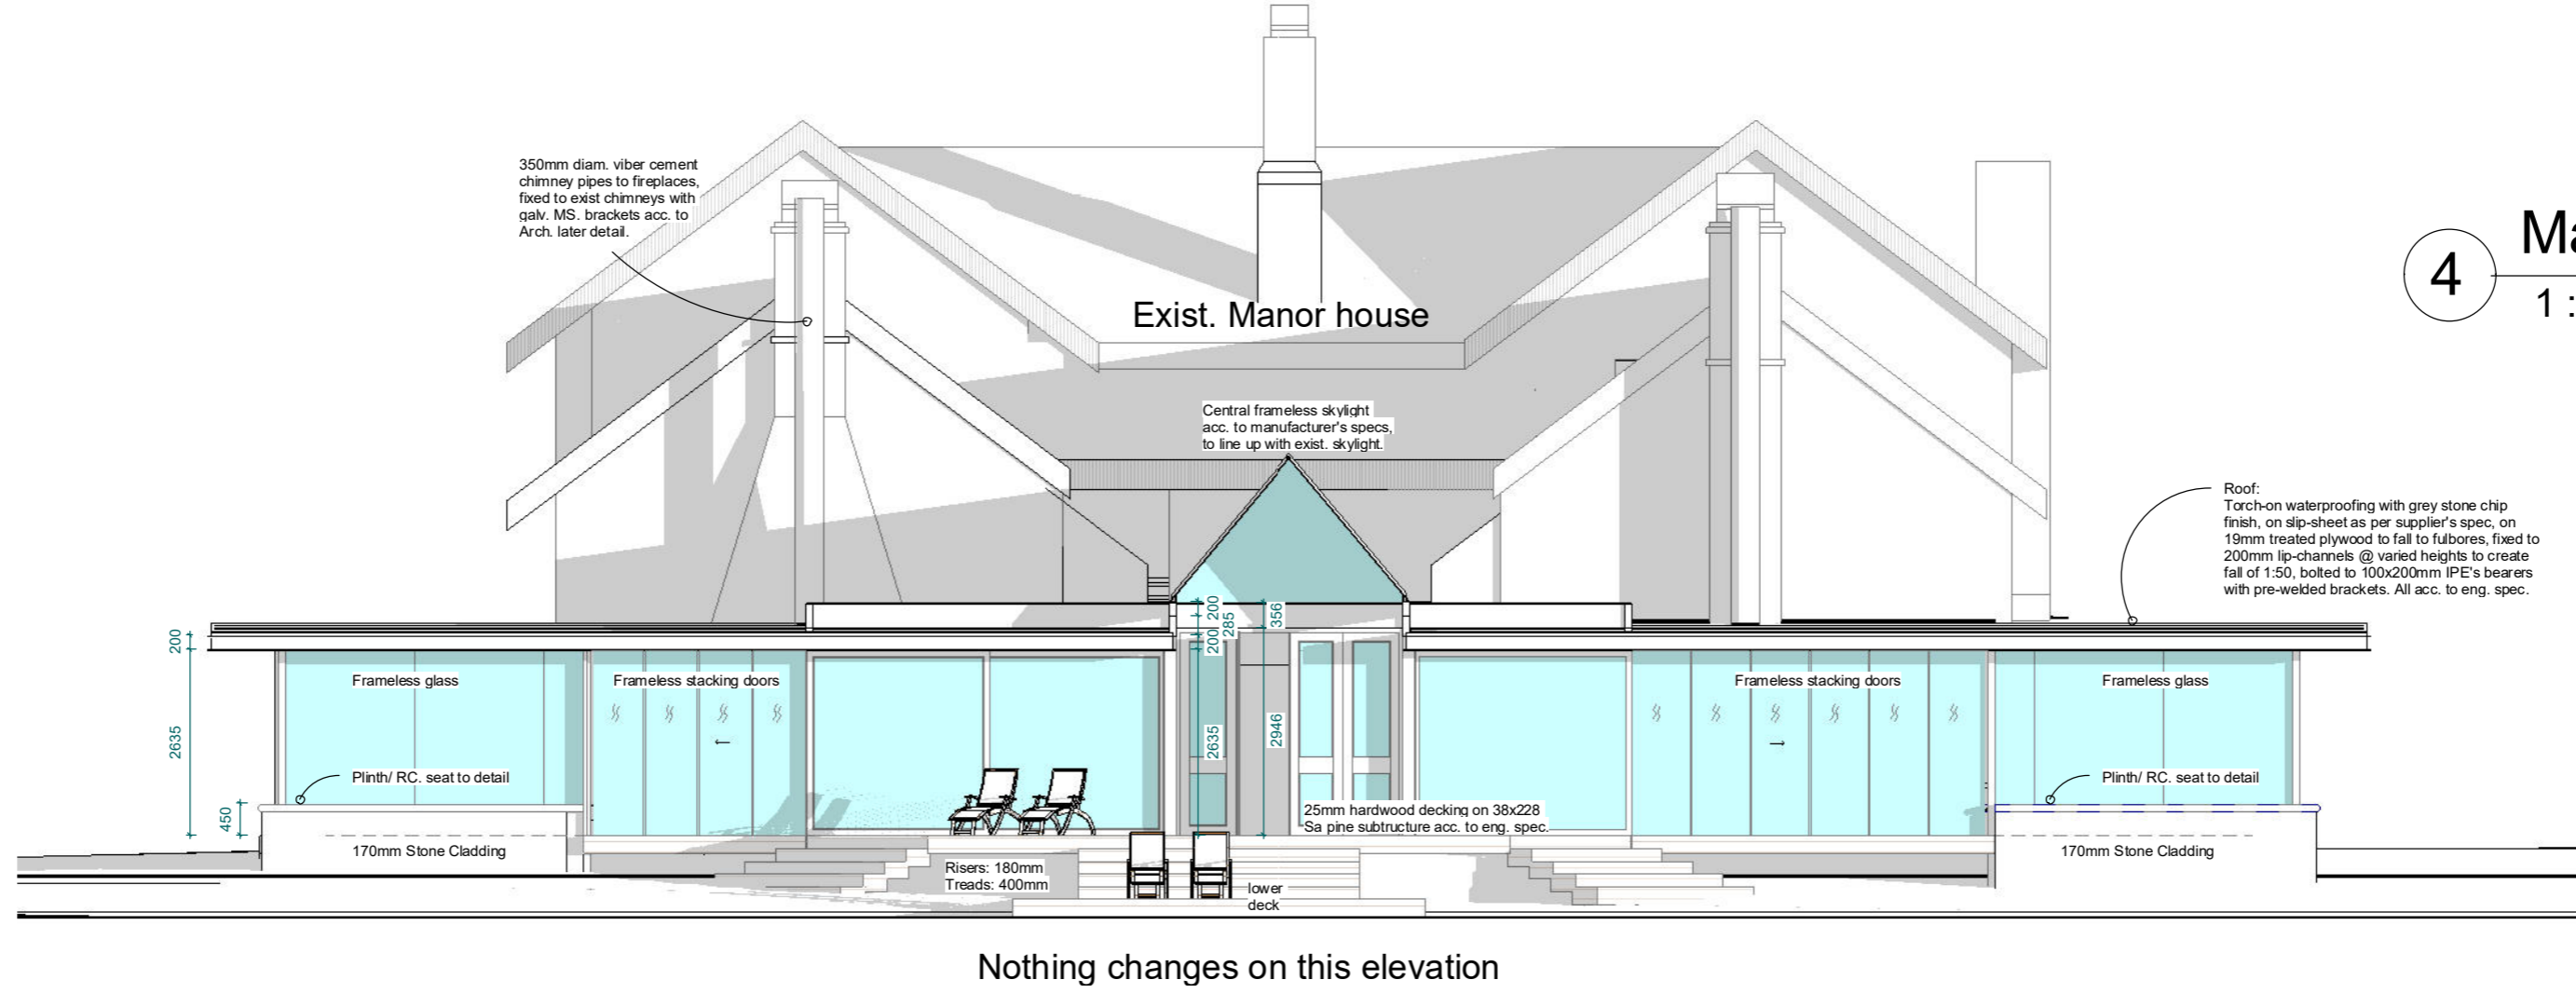 350mm diam. viber cement
chimney pipes to fireplaces,
fixed to exist chimneys with
galv. MS. brackets acc. to
Arch. later detail.
4
Ma
1 :
Exist. Manor house
Central frameless skylight
acc. to manufacturer's specs,
to line up with exist. skylight.
Roof:
Torch-on waterproofing with grey stone chip
finish, on slip-sheet as per supplier's spec, on
19mm treated plywood to fall to fulbores, fixed to
200mm lip-channels @ varied heights to create
fall of 1:50, bolted to 100x200mm IPE's bearers
with pre-welded brackets. All acc. to eng. spec.
200
2635
450
200
285
200
2635
356
2946
Frameless glass
Frameless stacking doors
Frameless stacking doors
Frameless glass
Plinth/ RC. seat to detail
Plinth/ RC. seat to detail
25mm hardwood decking on 38x228
Sa pine subtructure acc. to eng. spec.
170mm Stone Cladding
170mm Stone Cladding
Risers: 180mm
Treads: 400mm
lower
deck
Nothing changes on this elevation